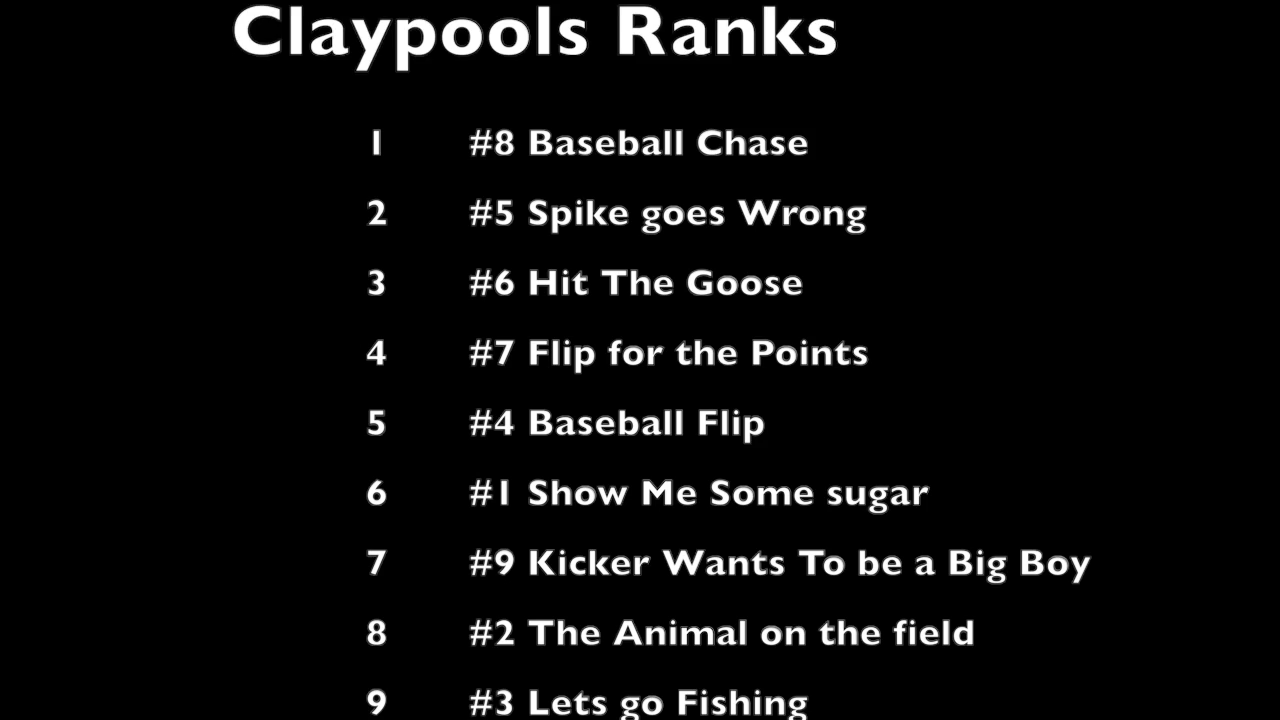 Claypools Ranks
1 #8 Baseball Chase
2 #5 Spike goes Wrong
3 #6 Hit The Goose
4 #7 Flip for the Points
5 #4 Baseball Flip
6 #1 Show Me Some sugar
7 #9 Kicker Wants To be a Big Boy
8 #2 The Animal on the field
9 #3 Lets go Fishing